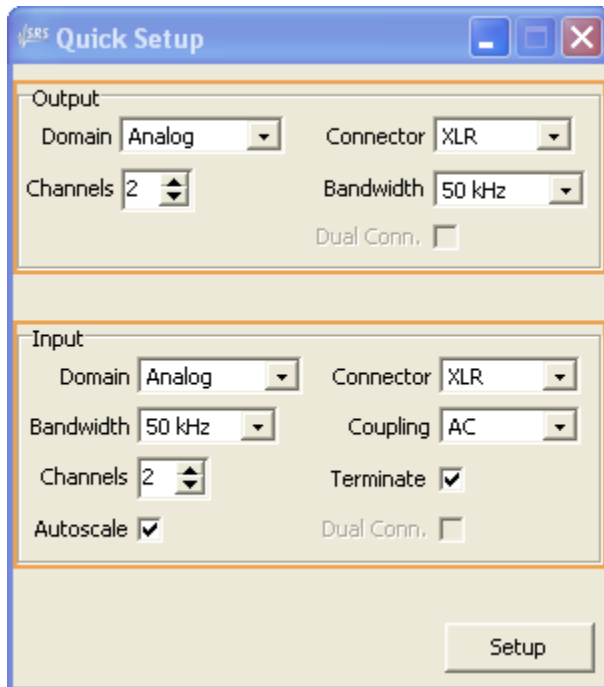 SRS Quick Setup
Output
Domain Analog Connector XLR
Channels 2 Bandwidth 50 kHz
Dual Conn.
Input
Domain Analog Connector XLR
Bandwidth 50 kHz Coupling AC
Channels 2 Terminate
Autoscale Dual Conn.
Setup